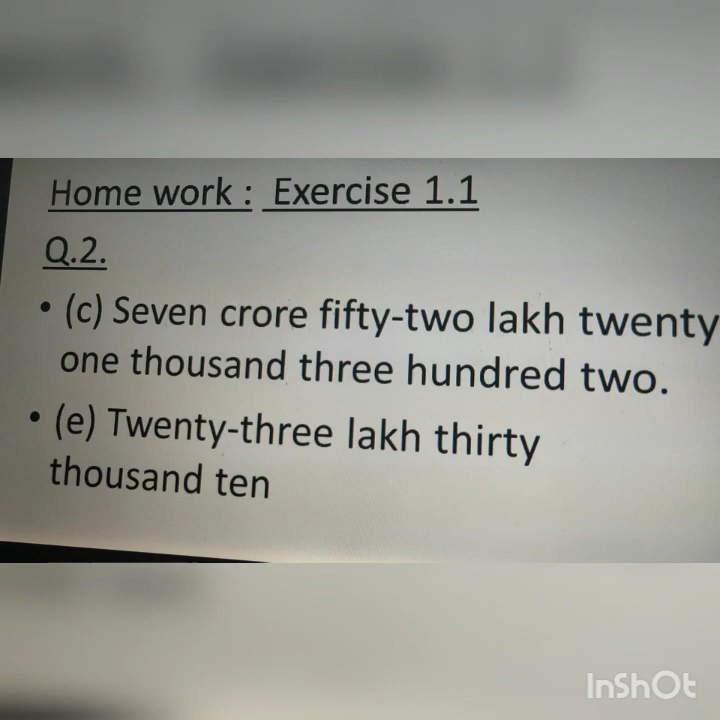 Home work : Exercise 1.1
Q.2.
• (c) Seven crore fifty-two lakh twenty
one thousand three hundred two.
• (e) Twenty-three lakh thirty
thousand ten
InShOt